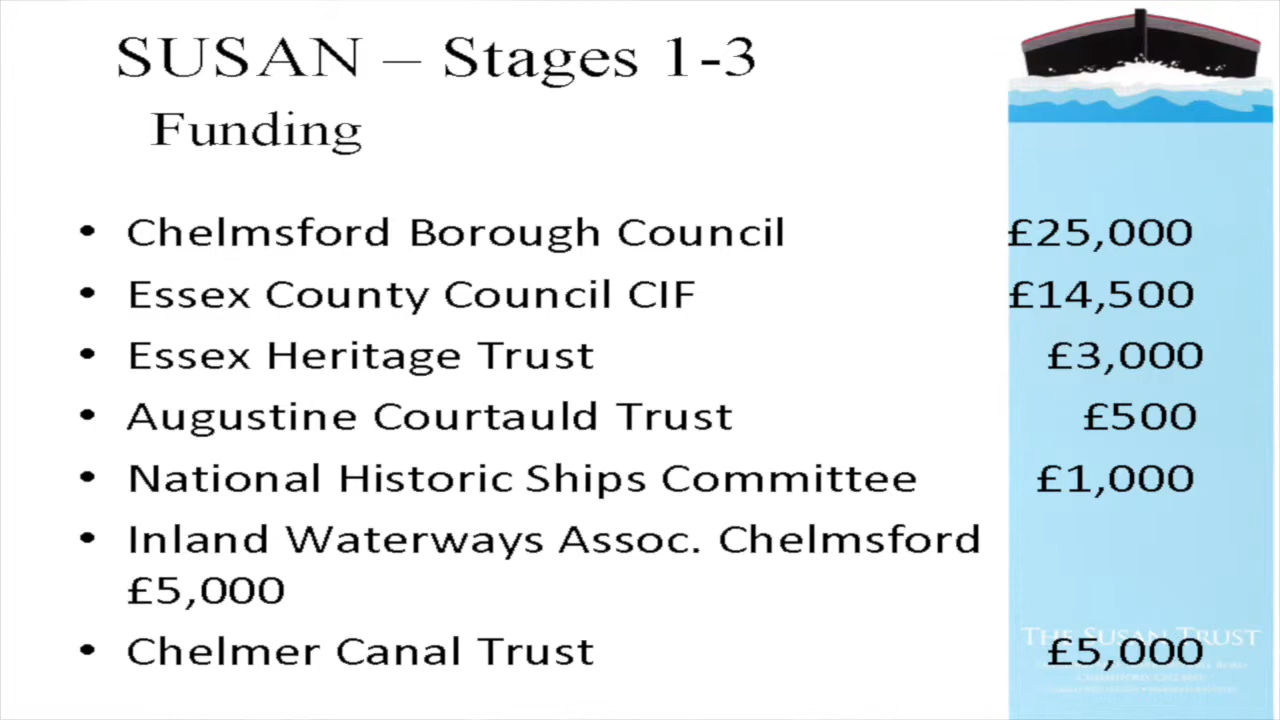 SUSAN – Stages 1-3
Funding
• Chelmsford Borough Council £25,000
• Essex County Council CIF £14,500
• Essex Heritage Trust £3,000
• Augustine Courtauld Trust £500
• National Historic Ships Committee £1,000
• Inland Waterways Assoc. Chelmsford
£5,000
• Chelmer Canal Trust £5,000
THE SUSAN TRUST